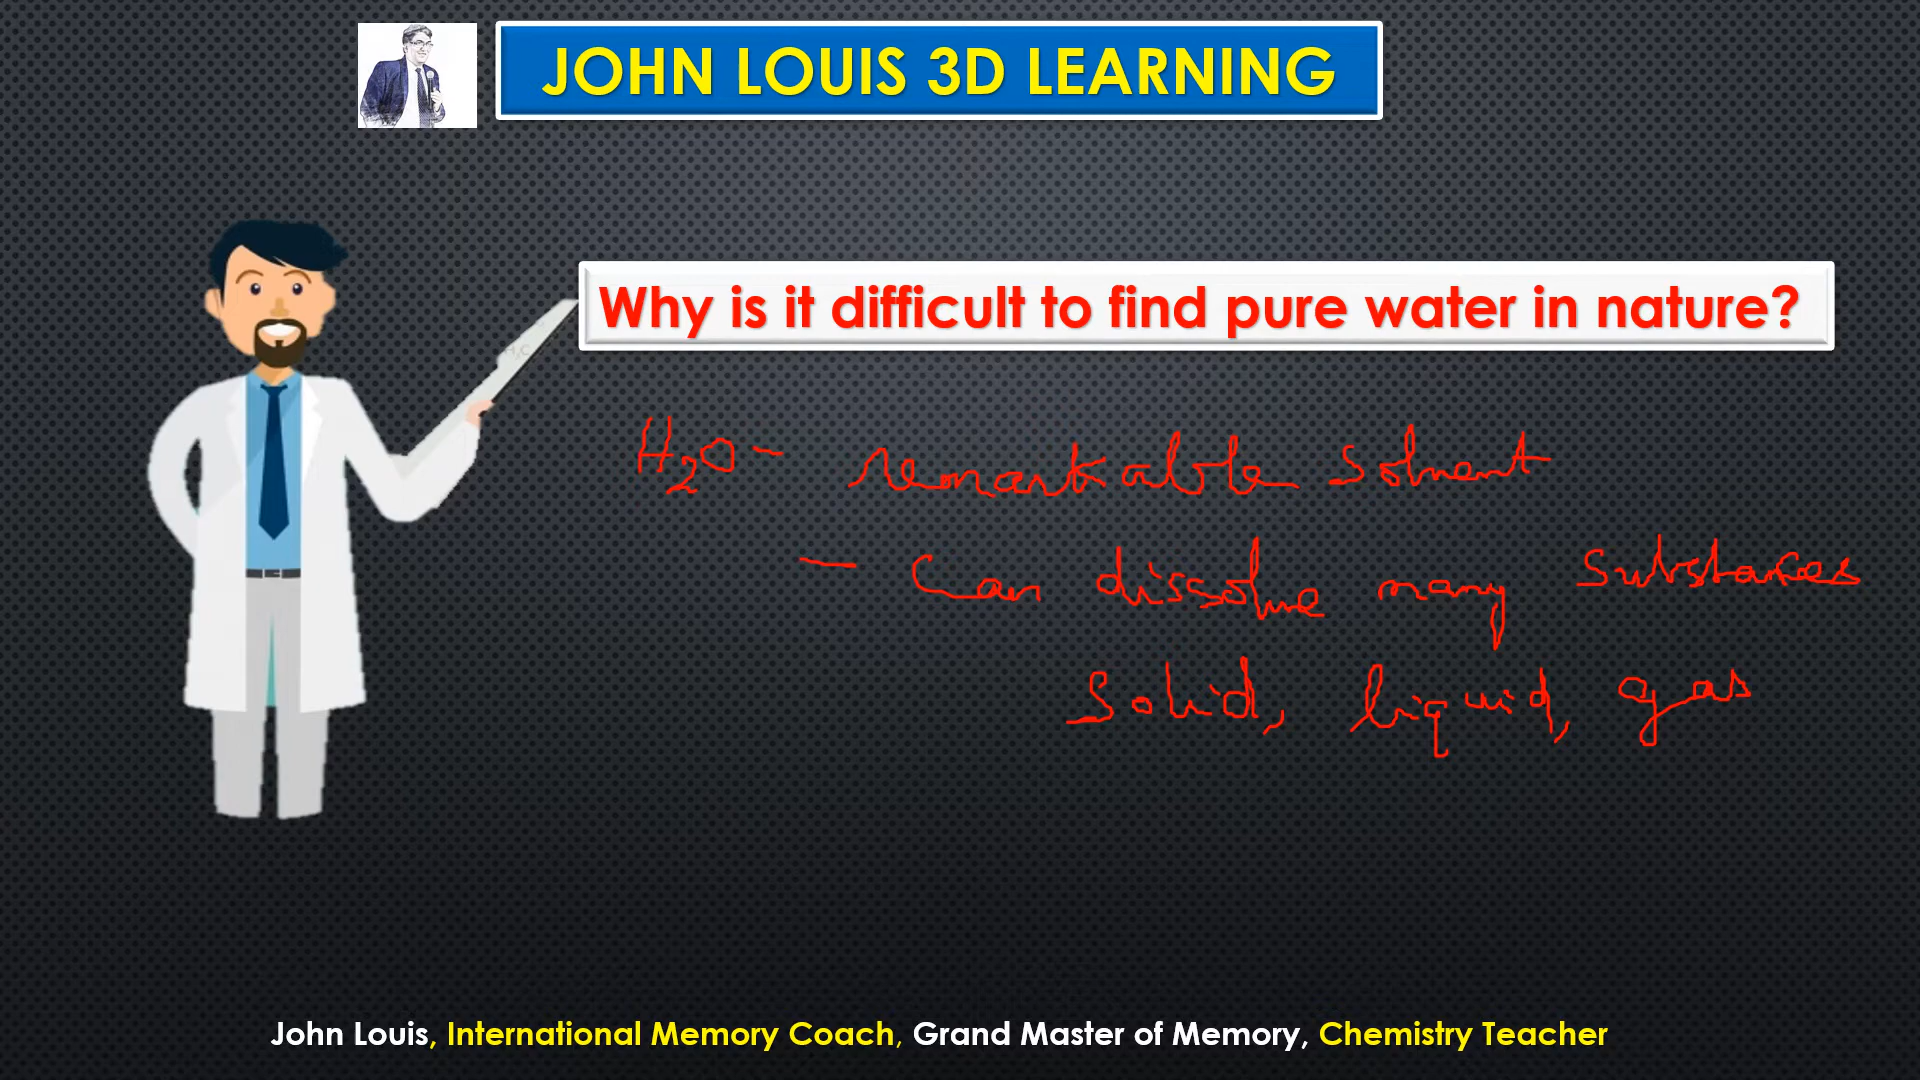 JOHN LOUIS 3D LEARNING
Why is it difficult to find pure water in nature?
H₂O - remarkable solvent
- Can dissolve many substances
solid, liquid, gas
John Louis, International Memory Coach, Grand Master of Memory, Chemistry Teacher